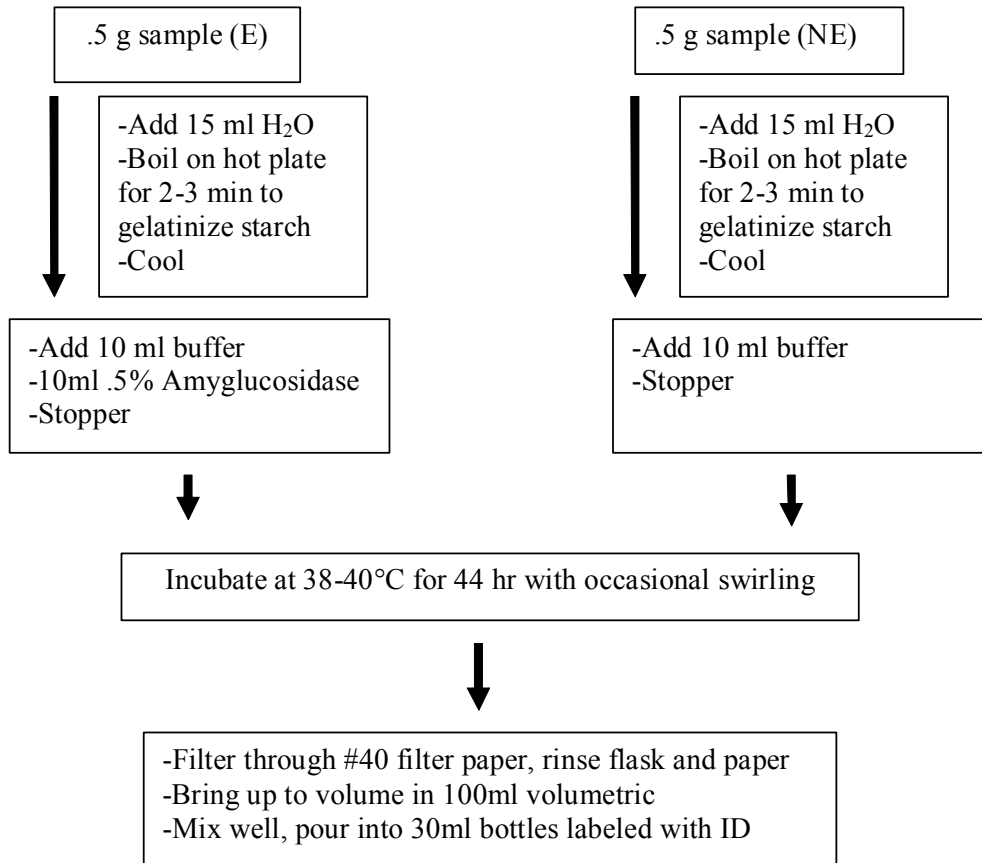 .5 g sample (E)
.5 g sample (NE)
-Add 15 ml H₂O
-Boil on hot plate
for 2-3 min to
gelatinize starch
-Cool
-Add 15 ml H₂O
-Boil on hot plate
for 2-3 min to
gelatinize starch
-Cool
-Add 10 ml buffer
-10ml .5% Amyglucosidase
-Stopper
-Add 10 ml buffer
-Stopper
Incubate at 38-40°C for 44 hr with occasional swirling
-Filter through #40 filter paper, rinse flask and paper
-Bring up to volume in 100ml volumetric
-Mix well, pour into 30ml bottles labeled with ID